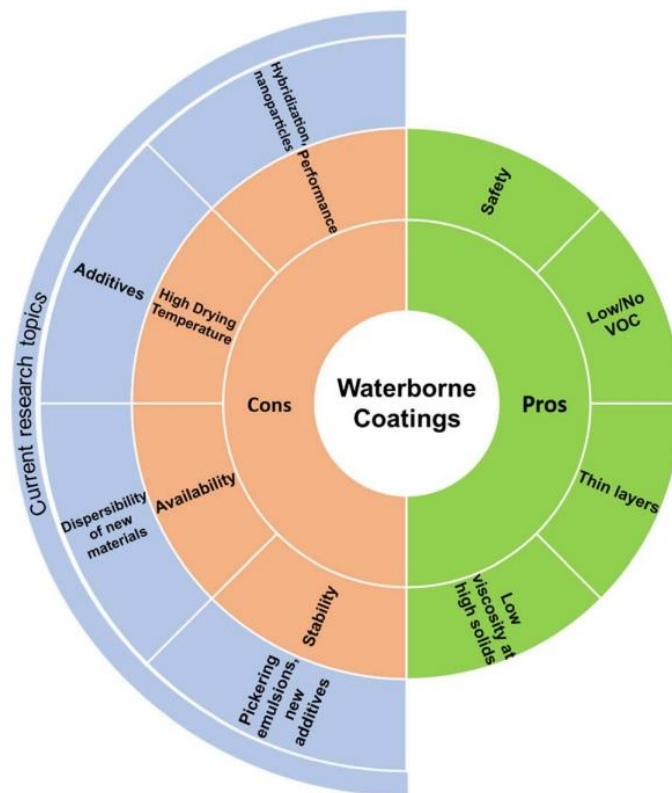 Waterborne
Coatings
Cons
Pros
Performance
High Drying
Temperature
Availability
Stability
Hybridization,
nanoparticles
Additives
Dispersibility
of new
materials
Pickering
emulsions,
new
additives
Current research topics
Safety
Low/No
VOC
Thin layers
Low
viscosity at
high solids